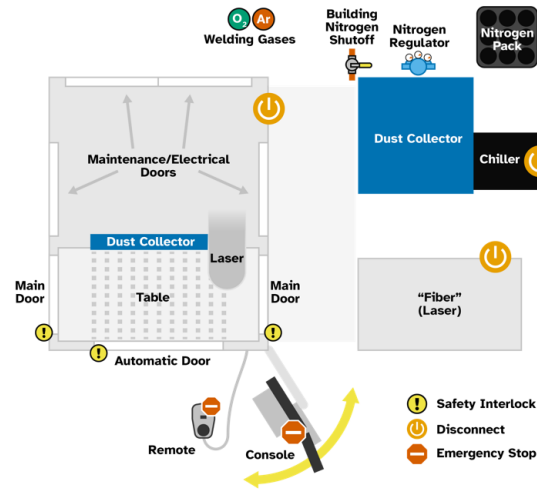 O2
Ar
Welding Gases
Building
Nitrogen
Shutoff
Nitrogen
Regulator
Nitrogen
Pack
Dust Collector
Chiller
Maintenance/Electrical
Doors
Dust Collector
Laser
Main
Door
Table
Main
Door
“Fiber”
(Laser)
!
!
!
Automatic Door
Remote
Console
! Safety Interlock
Disconnect
Emergency Stop